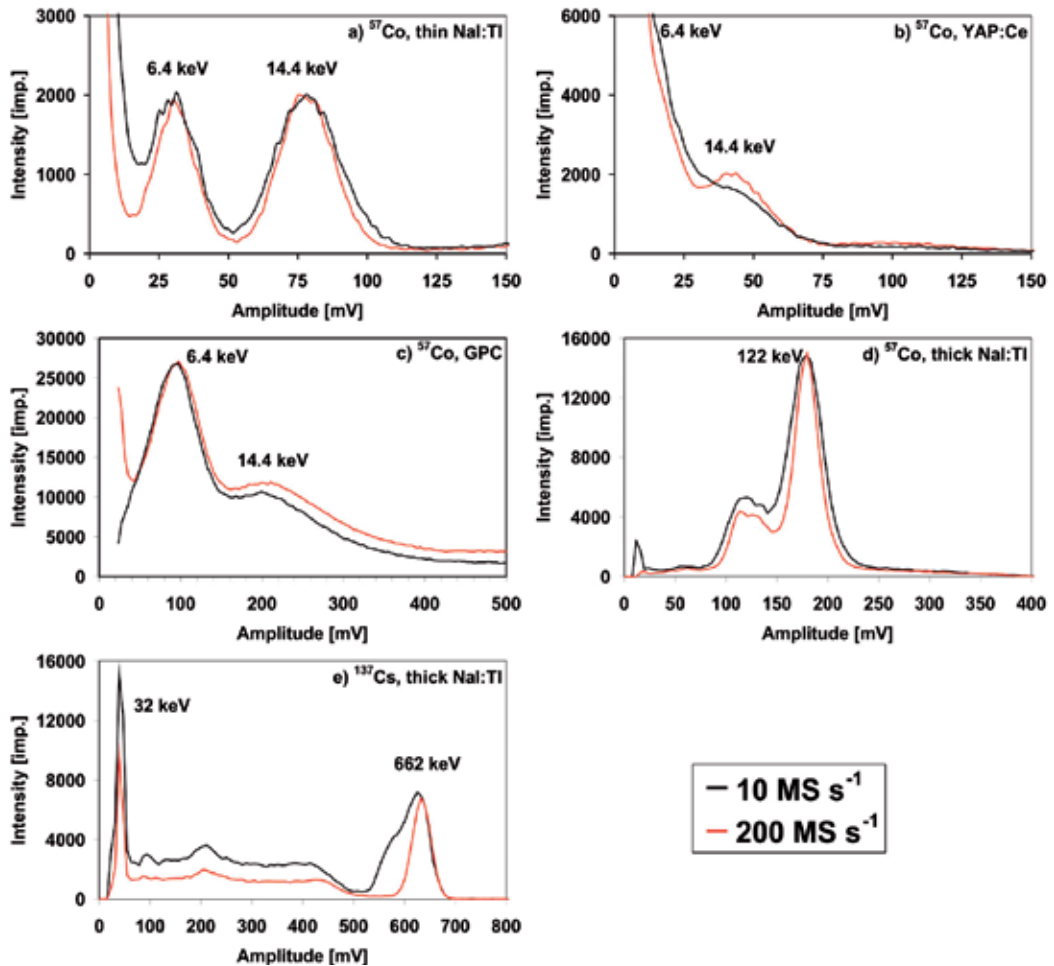 a) ⁵⁷Co, thin NaI:Tl
6.4 keV
14.4 keV
Intensity [imp.]
3000
2000
1000
0
0 25 50 75 100 125 150
Amplitude [mV]
b) ⁵⁷Co, YAP:Ce
6.4 keV
14.4 keV
Intensity [imp.]
6000
4000
2000
0
0 25 50 75 100 125 150
Amplitude [mV]
c) ⁵⁷Co, GPC
6.4 keV
14.4 keV
Intenssity [imp.]
30000
25000
20000
15000
10000
5000
0
0 100 200 300 400 500
Amplitude [mV]
d) ⁵⁷Co, thick NaI:Tl
122 keV
Intensity [imp.]
16000
12000
8000
4000
0
0 50 100 150 200 250 300 350 400
Amplitude [mV]
e) ¹³⁷Cs, thick NaI:Tl
32 keV
662 keV
Intensity [imp.]
16000
12000
8000
4000
0
0 100 200 300 400 500 600 700 800
Amplitude [mV]
10 MS s⁻¹
200 MS s⁻¹